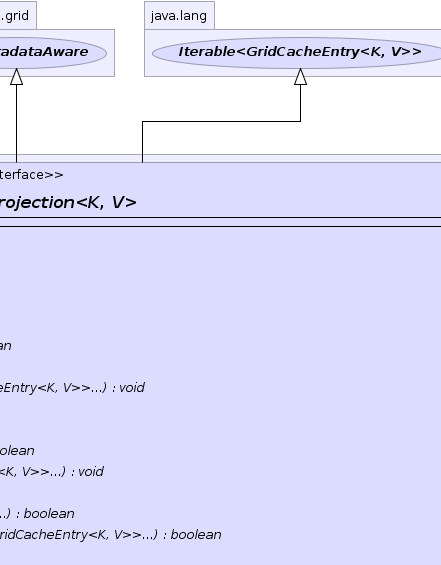 .grid
java.lang
adataAware
Iterable<GridCacheEntry<K, V>>
terface>>
rojection<K, V>
an
eEntry<K, V>>...) : void
olean
<K, V>>...) : void
..) : boolean
ridCacheEntry<K, V>>...) : boolean